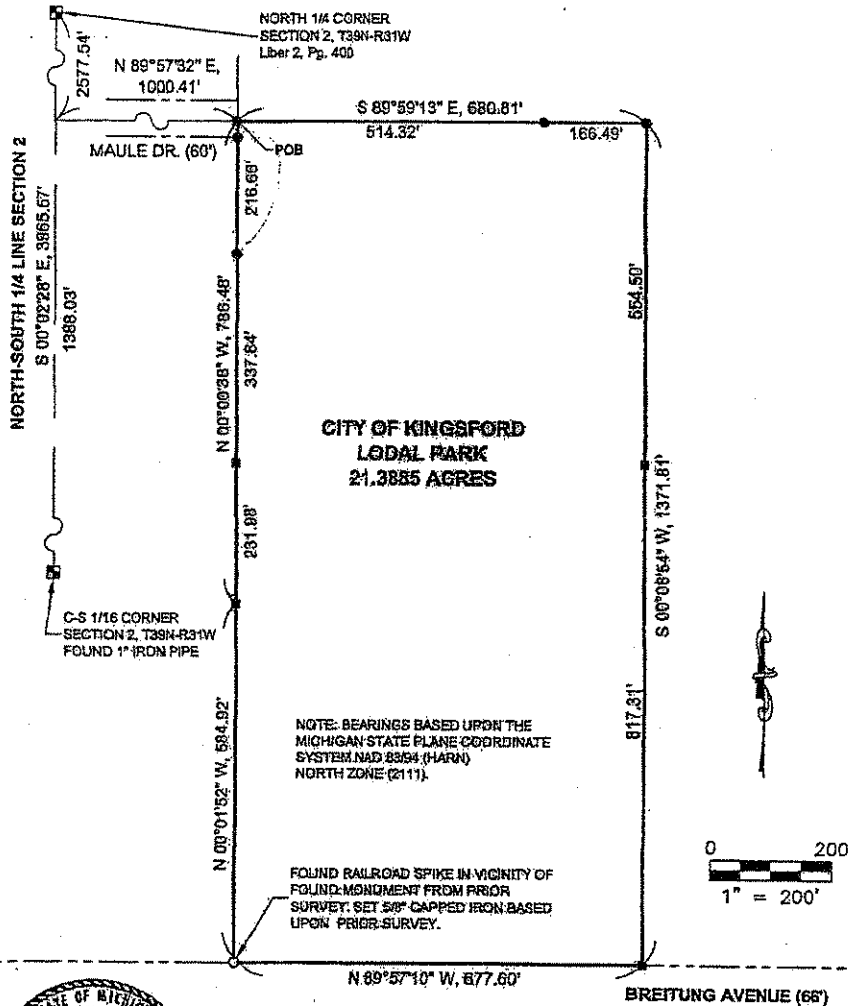 NORTH 1/4 CORNER
SECTION 2, T39N-R31W
Liber 2, Pg. 400
2577.54'
N 89°57'32" E,
1000.41'
S 89°59'13" E, 680.81'
514.32'
166.49'
MAULE DR. (60')
POB
216.66'
NORTH-SOUTH 1/4 LINE SECTION 2
S 00°02'28" E, 3965.57'
1388.03'
N 00°00'38" W, 786.48'
337.84'
554.50'
CITY OF KINGSFORD
LODAL PARK
21.3885 ACRES
231.98'
S 00°08'54" W, 1371.81'
C-S 1/16 CORNER
SECTION 2, T39N-R31W
FOUND 1" IRON PIPE
N 00°01'52" W, 584.92'
817.31'
NOTE: BEARINGS BASED UPON THE
MICHIGAN STATE PLANE COORDINATE
SYSTEM NAD 83/94 (HARN)
NORTH ZONE (2111).
0 200
1" = 200'
FOUND RAILROAD SPIKE IN VICINITY OF
FOUND MONUMENT FROM PRIOR
SURVEY. SET 5/8" CAPPED IRON BASED
UPON PRIOR SURVEY.
N 89°57'10" W, 677.60'
BREITUNG AVENUE (66')
STATE OF MICHIG